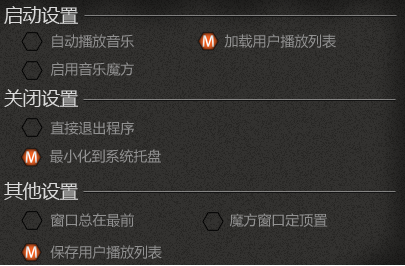 启动设置
自动播放音乐 M 加载用户播放列表
启用音乐魔方
关闭设置
直接退出程序
M 最小化到系统托盘
其他设置
窗口总在最前 魔方窗口定顶置
M 保存用户播放列表